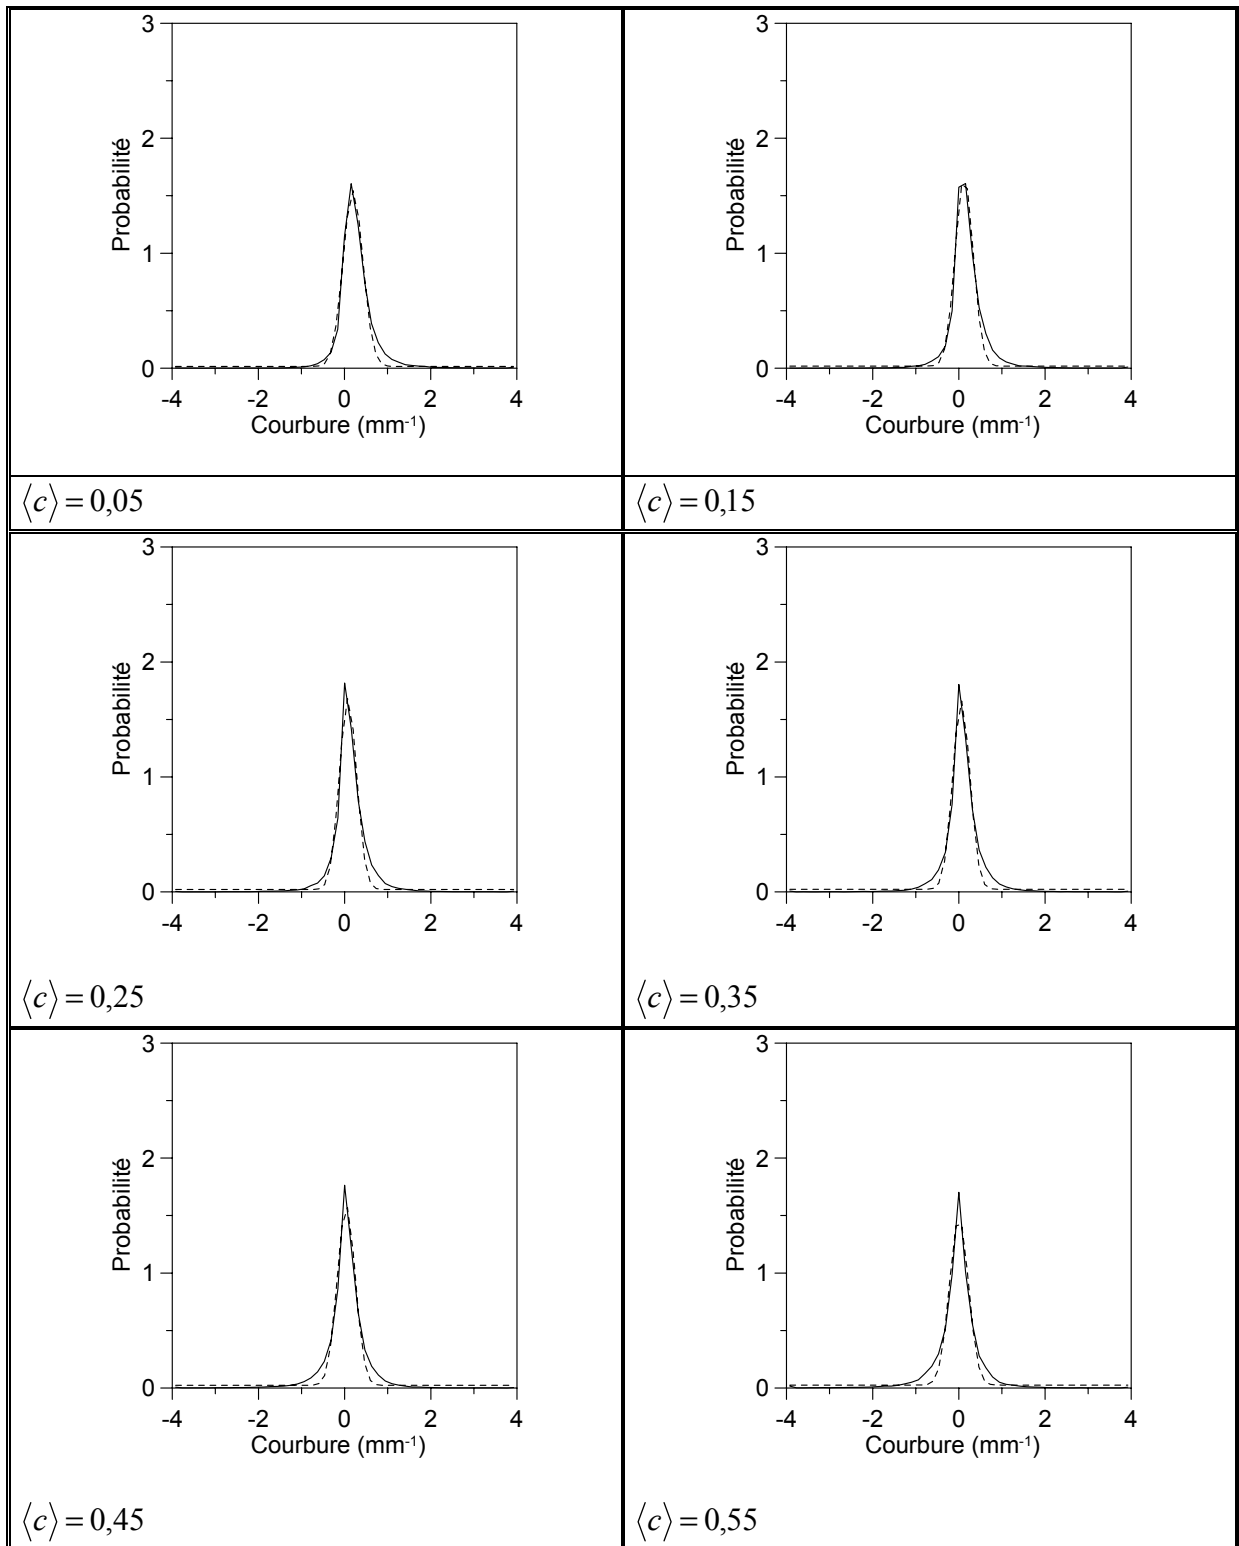 3
2
1
0
Probabilité
-4 -2 0 2 4
Courbure (mm-1)
⟨c⟩ = 0,05
3
2
1
0
Probabilité
-4 -2 0 2 4
Courbure (mm-1)
⟨c⟩ = 0,15
3
2
1
0
Probabilité
-4 -2 0 2 4
⟨c⟩ = 0,25
3
2
1
0
Probabilité
-4 -2 0 2 4
⟨c⟩ = 0,35
3
2
1
0
Probabilité
-4 -2 0 2 4
Courbure (mm-1)
⟨c⟩ = 0,45
3
2
1
0
Probabilité
-4 -2 0 2 4
Courbure (mm-1)
⟨c⟩ = 0,55